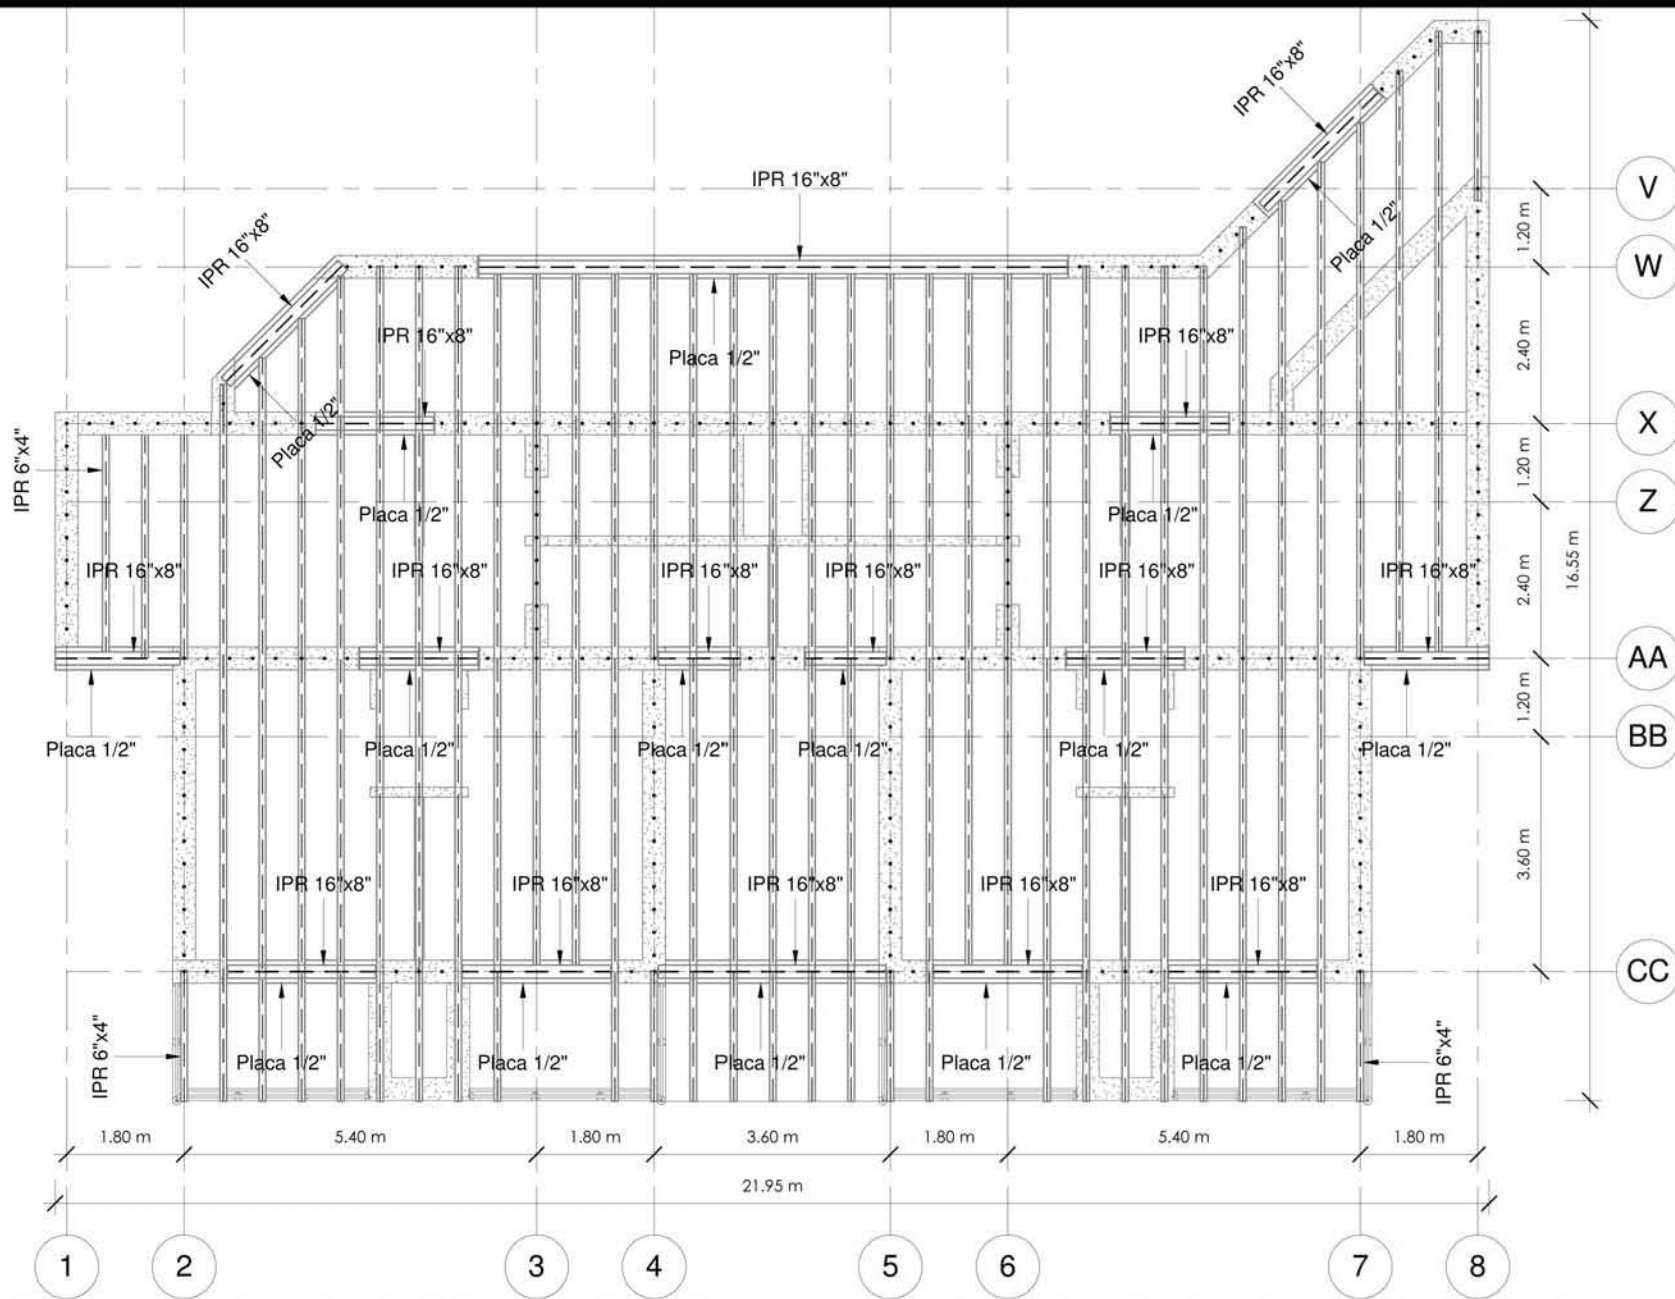 IPR 16"x8"
V
IPR 16"x8"
1.20 m
Placa 1/2"
IPR 16"x8"
W
IPR 16"x8"
IPR 16"x8"
2.40 m
Placa 1/2"
Placa 1/2"
X
IPR 6"x4"
1.20 m
Placa 1/2"
Placa 1/2"
Z
16.55 m
IPR 16"x8"
IPR 16"x8"
IPR 16"x8"
IPR 16"x8"
IPR 16"x8"
IPR 16"x8"
2.40 m
AA
1.20 m
Placa 1/2"
Placa 1/2"
Placa 1/2"
Placa 1/2"
Placa 1/2"
Placa 1/2"
BB
3.60 m
IPR 16"x8"
IPR 16"x8"
IPR 16"x8"
IPR 16"x8"
IPR 16"x8"
CC
IPR 6"x4"
Placa 1/2"
Placa 1/2"
Placa 1/2"
Placa 1/2"
Placa 1/2"
IPR 6"x4"
1.80 m
5.40 m
1.80 m
3.60 m
1.80 m
5.40 m
1.80 m
21.95 m
1
2
3
4
5
6
7
8